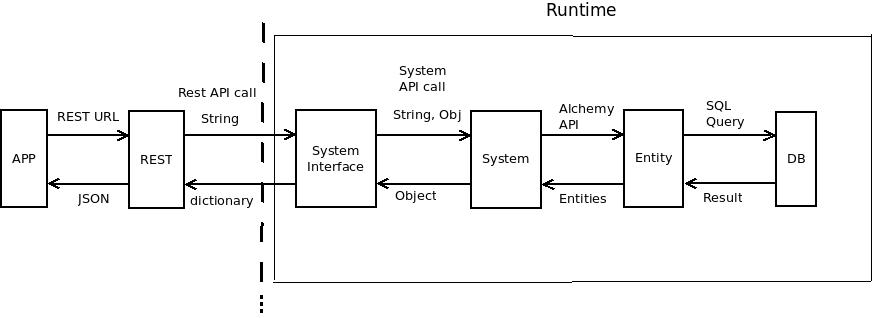 Runtime
System
API call
Rest API call
REST URL
String
String, Obj
Alchemy
API
SQL
Query
APP
REST
System
Interface
System
Entity
DB
JSON
dictionary
Object
Entities
Result